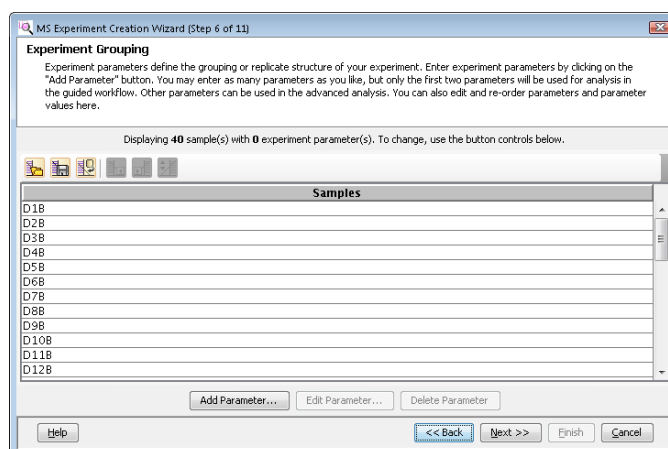 MS Experiment Creation Wizard (Step 6 of 11)
Experiment Grouping
Experiment parameters define the grouping or replicate structure of your experiment. Enter experiment parameters by clicking on the
"Add Parameter" button. You may enter as many parameters as you like, but only the first two parameters will be used for analysis in
the guided workflow. Other parameters can be used in the advanced analysis. You can also edit and re-order parameters and parameter
values here.
Displaying 40 sample(s) with 0 experiment parameter(s). To change, use the button controls below.
Samples
D1B
D2B
D3B
D4B
D5B
D6B
D7B
D8B
D9B
D10B
D11B
D12B
Add Parameter... Edit Parameter... Delete Parameter
Help << Back Next >> Finish Cancel